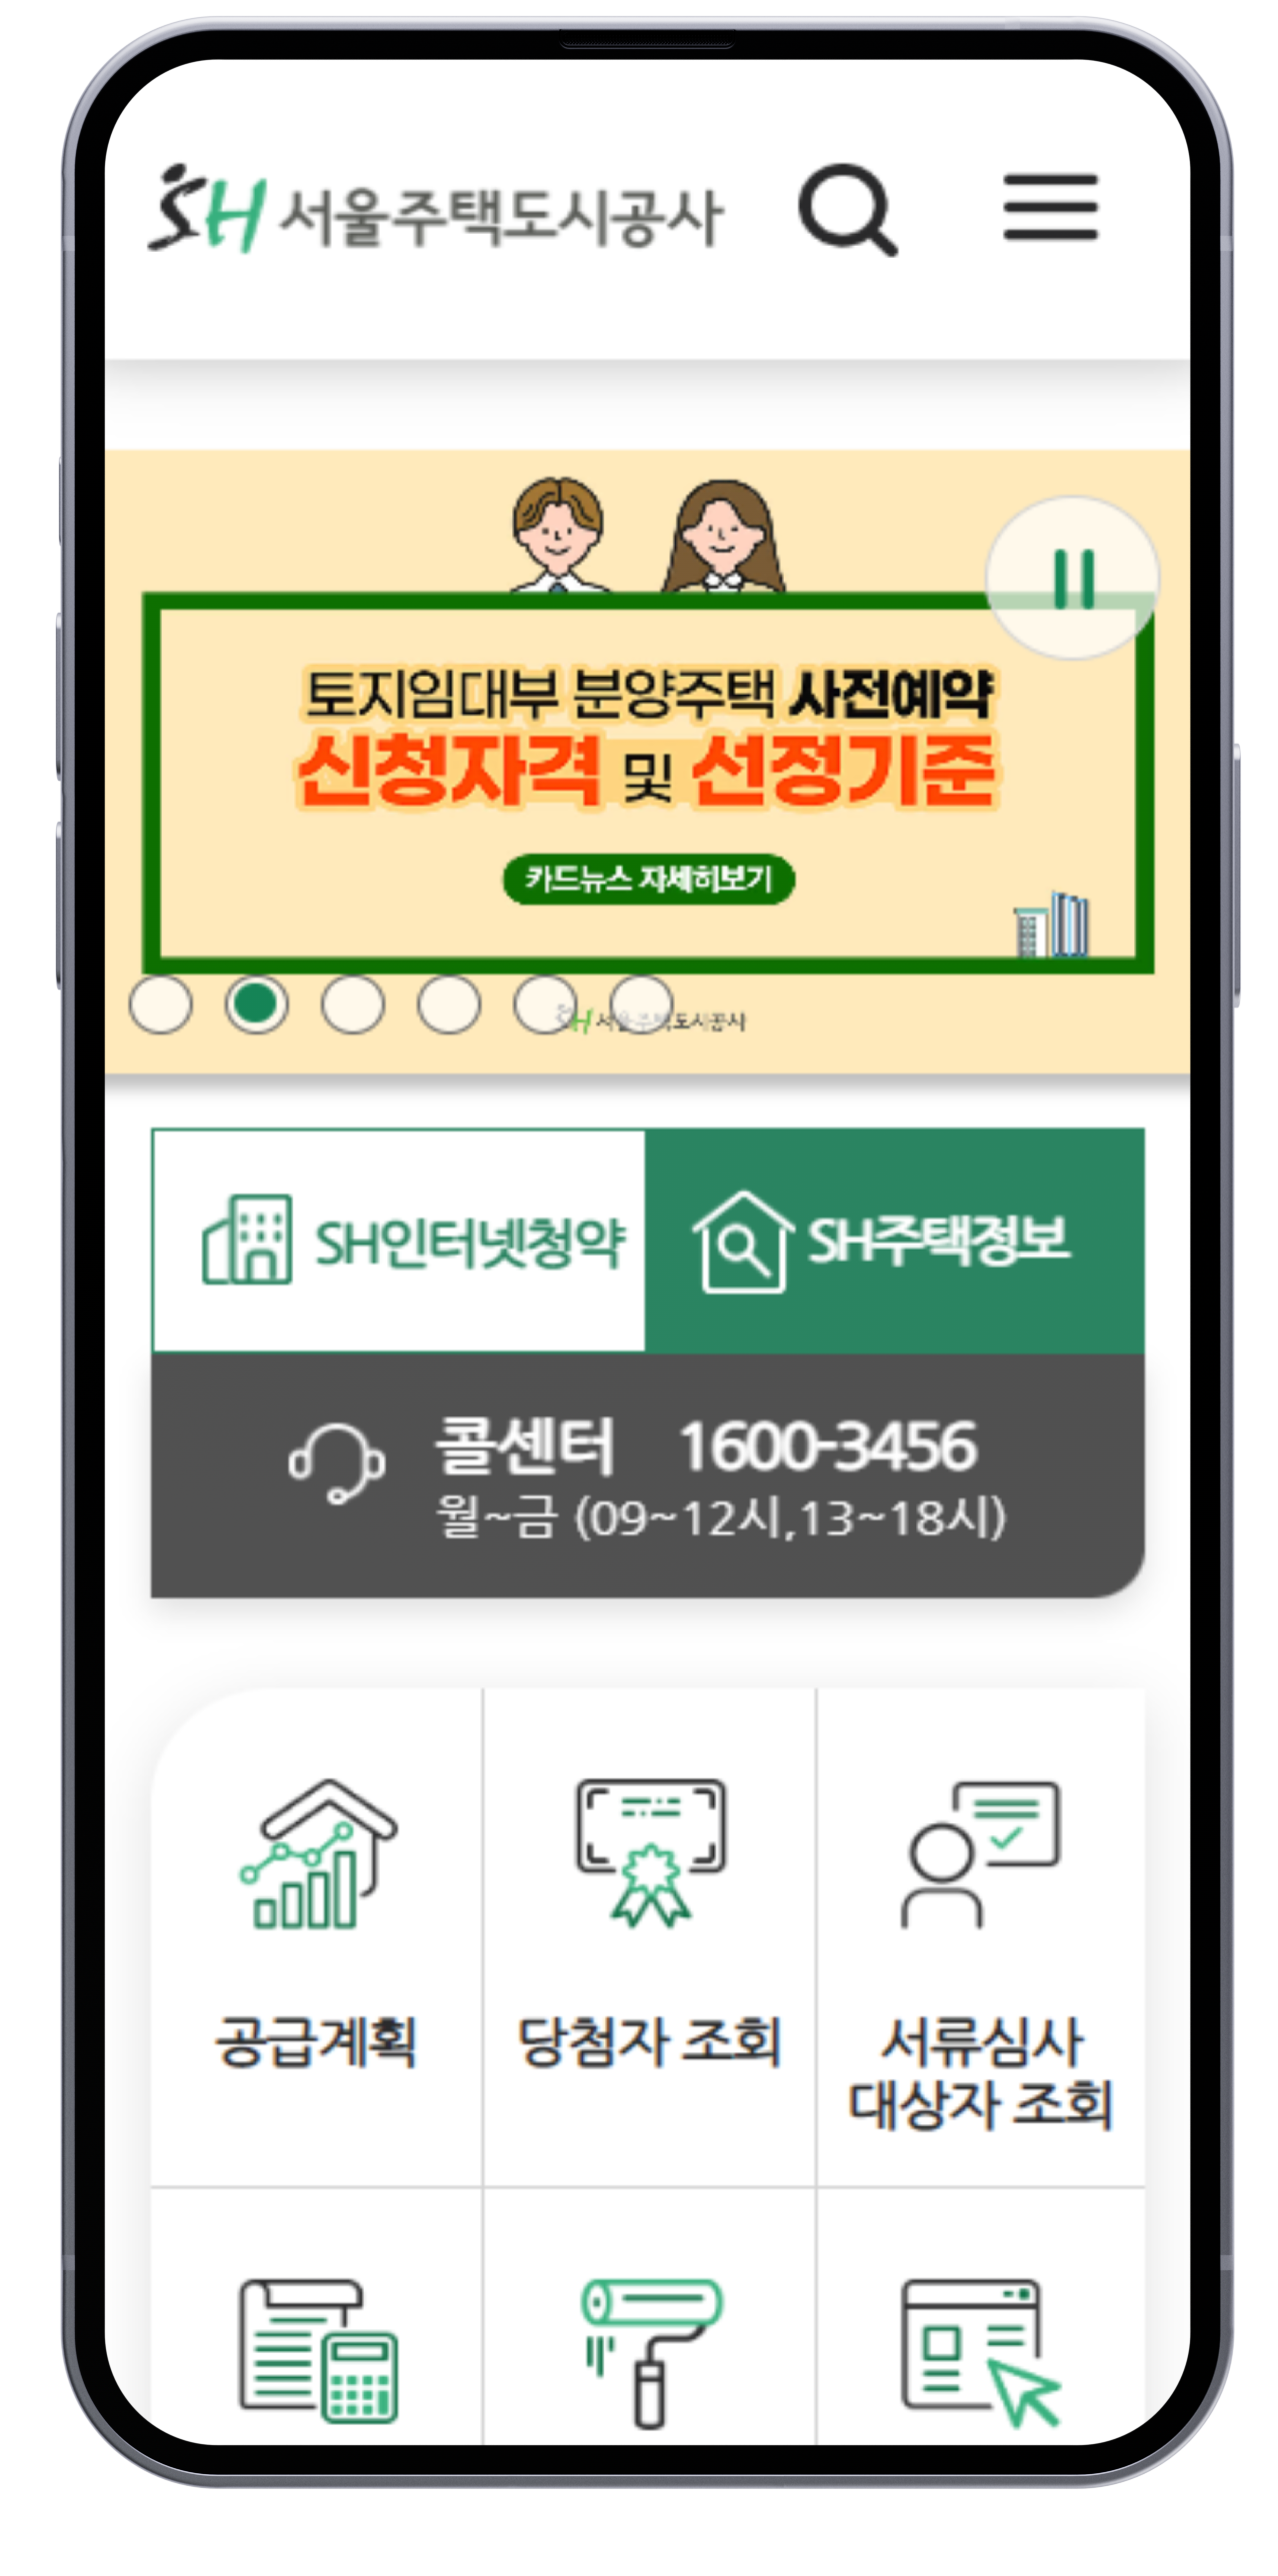 SH 서울주택도시공사
토지임대부 분양주택 사전예약
신청자격 및 선정기준
카드뉴스 자세히보기
SH 서울주택도시공사
SH인터넷청약
SH주택정보
콜센터 1600-3456
월~금 (09~12시,13~18시)
공급계획
당첨자 조회
서류심사
대상자 조회